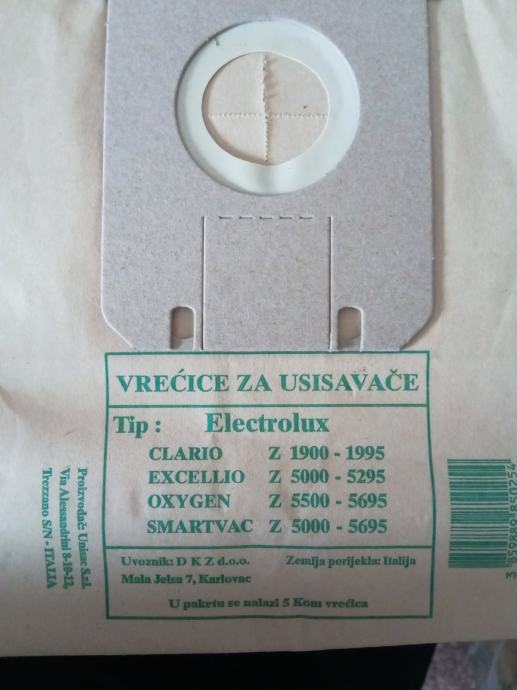 VREĆICE ZA USISAVAČE
Tip : Electrolux
CLARIO Z 1900 - 1995
EXCELLIO Z 5000 - 5295
OXYGEN Z 5500 - 5695
SMARTVAC Z 5000 - 5695
Uvoznik: D K Z d.o.o. Zemlja porijekla: Italija
Mala Jelsa 7, Karlovac
U paketu se nalazi 5 Kom vrećica
Proizvođač: Unisac S.r.l.
Via Alessandrini 8-10-12,
Trezzano S/N - ITALIA